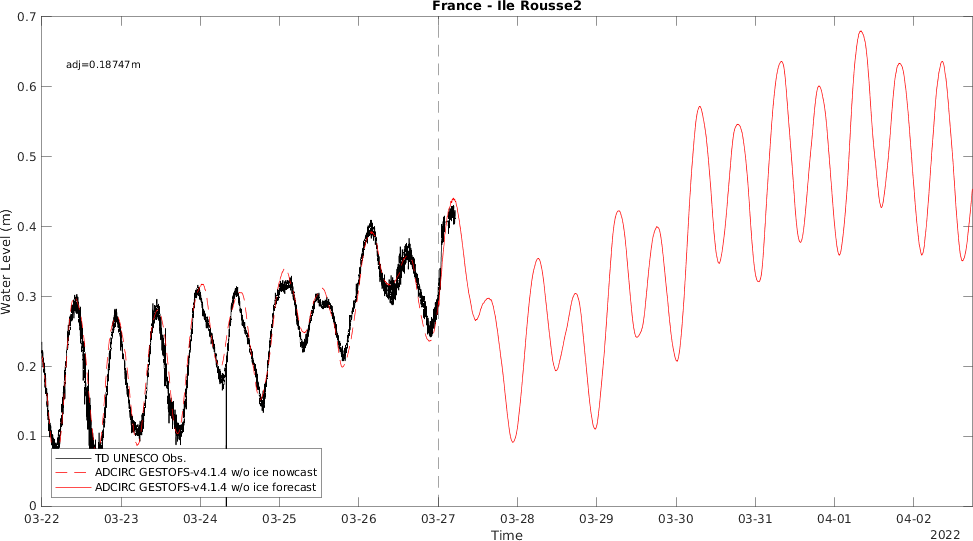 France - Ile Rousse2
adj=0.18747m
0.7
0.6
0.5
0.4
0.3
0.2
0.1
0
Water Level (m)
TD UNESCO Obs.
ADCIRC GESTOFS-v4.1.4 w/o ice nowcast
ADCIRC GESTOFS-v4.1.4 w/o ice forecast
03-22 03-23 03-24 03-25 03-26 03-27 03-28 03-29 03-30 03-31 04-01 04-02
Time
2022